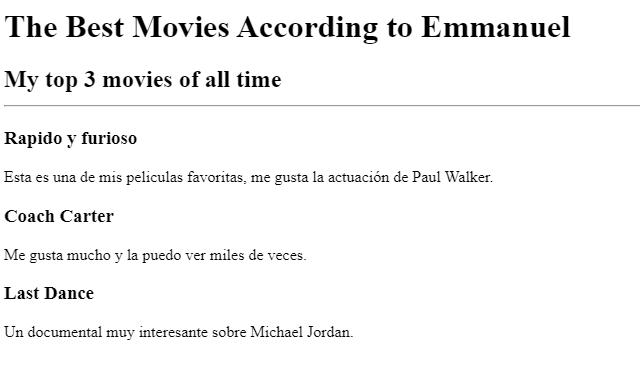 The Best Movies According to Emmanuel
My top 3 movies of all time
Rapido y furioso
Esta es una de mis peliculas favoritas, me gusta la actuación de Paul Walker.
Coach Carter
Me gusta mucho y la puedo ver miles de veces.
Last Dance
Un documental muy interesante sobre Michael Jordan.